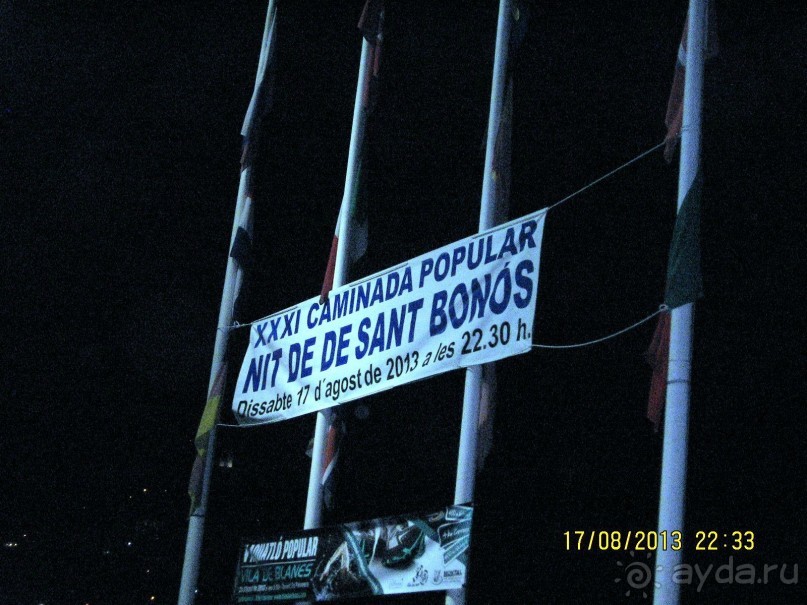 XXXI CAMINADA POPULAR
NIT DE DE SANT BONÓS
Dissabte 17 d'agost de 2013 a les 22.30 h.
POPULAR
VILA DE BLANES
17/08/2013 22:33
ayda.ru